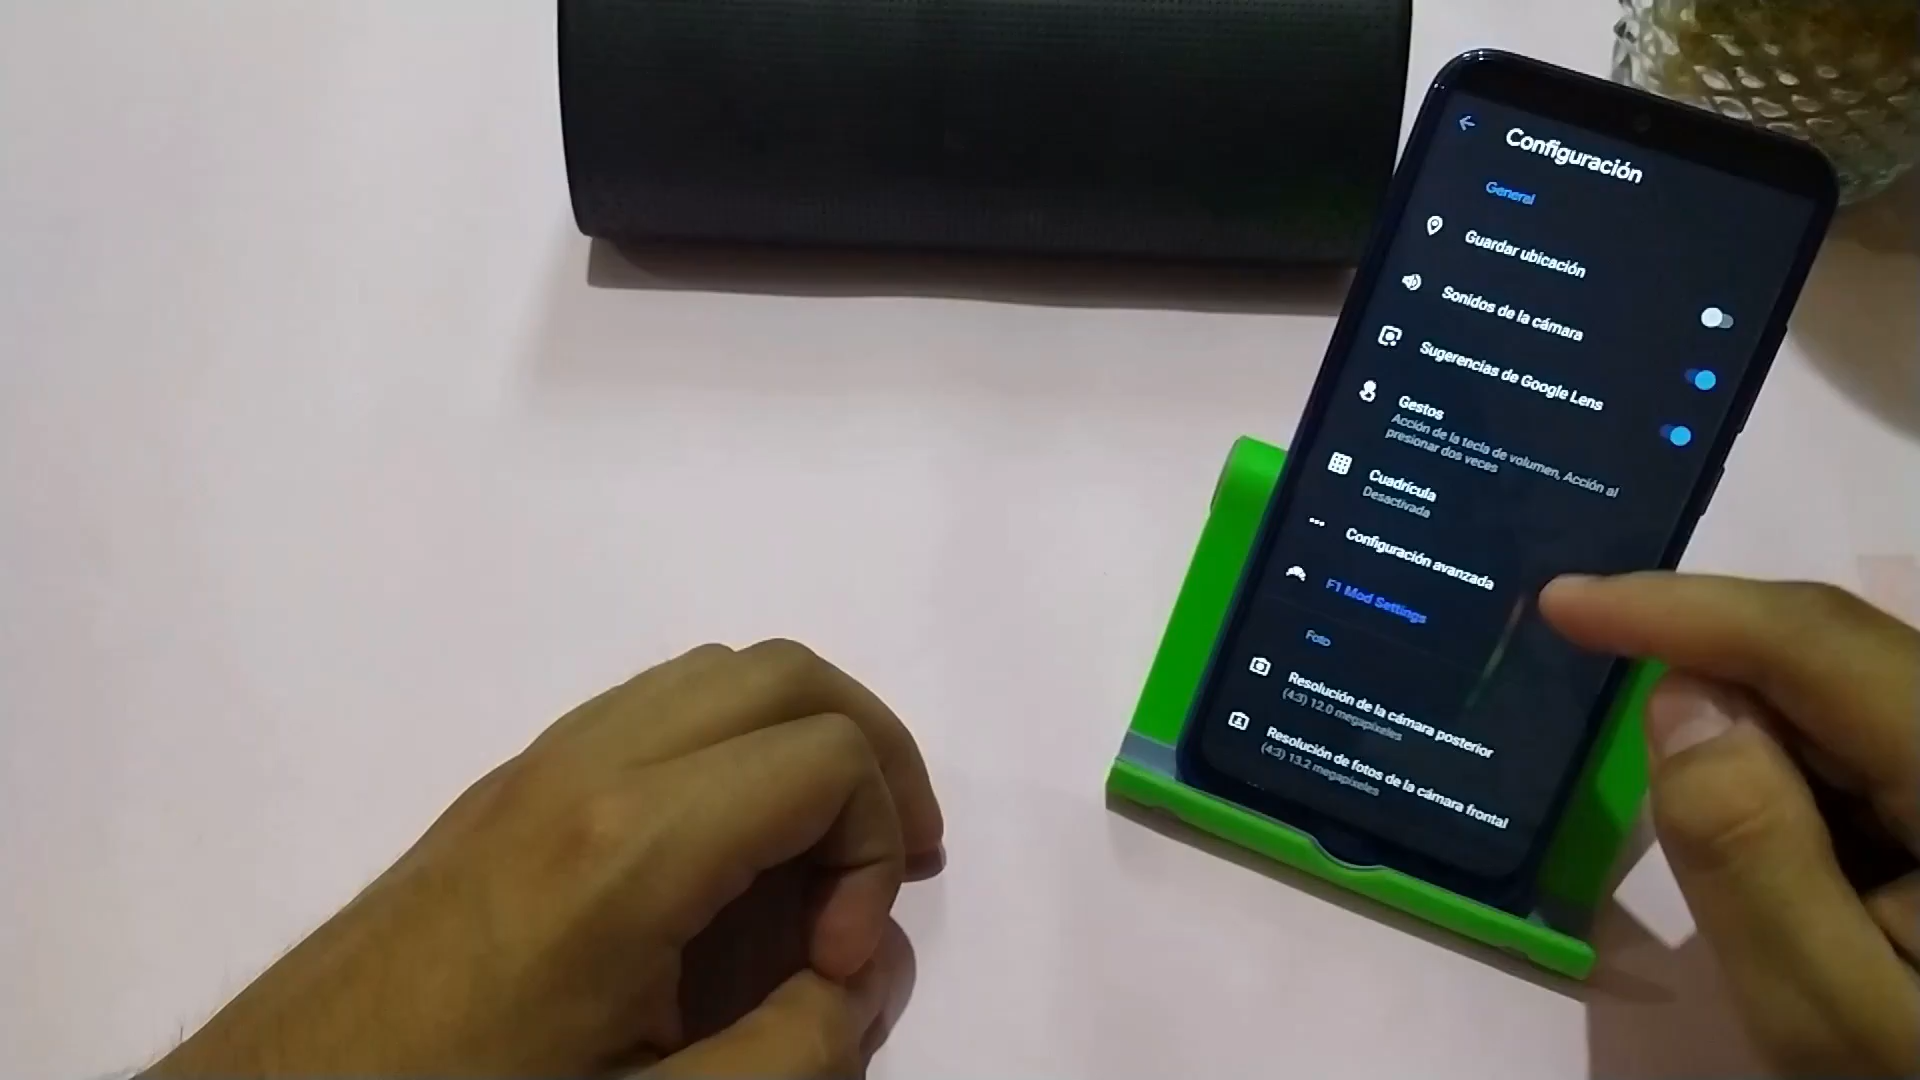 Configuración
General
Guardar ubicación
Sonidos de la cámara
Sugerencias de Google Lens
Gestos
Acción de la tecla de volumen, Acción al
presionar dos veces
Cuadrícula
Desactivada
Configuración avanzada
F1 Mod Settings
Foto
Resolución de la cámara posterior
(4:3) 12.0 megapíxeles
Resolución de fotos de la cámara frontal
(4:3) 13.2 megapíxeles